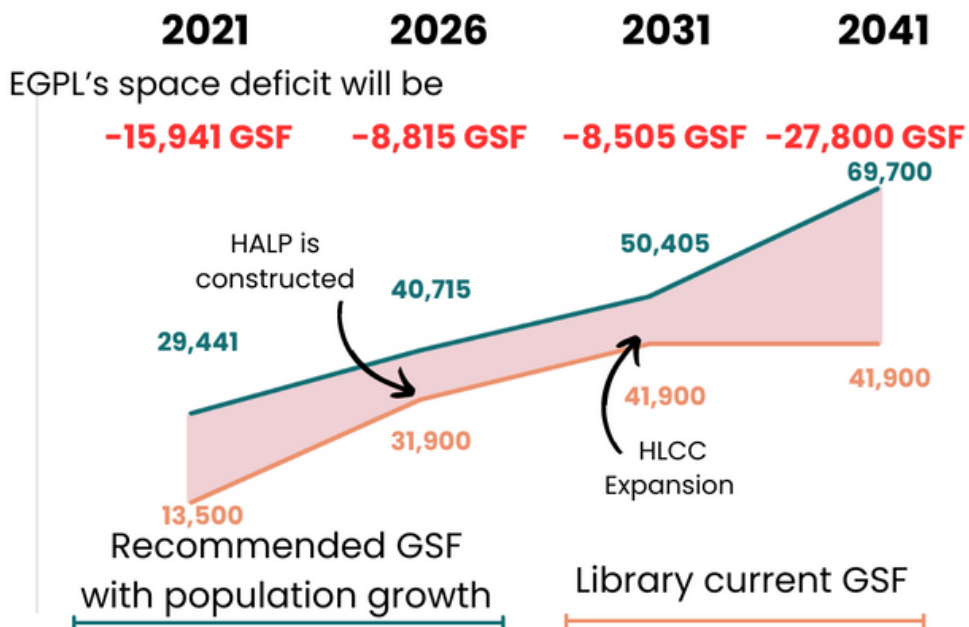 2021 2026 2031 2041
EGPL's space deficit will be
-15,941 GSF -8,815 GSF -8,505 GSF -27,800 GSF
69,700
HALP is
constructed
50,405
40,715
29,441
41,900
41,900
31,900
HLCC
Expansion
13,500
Recommended GSF
with population growth
Library current GSF